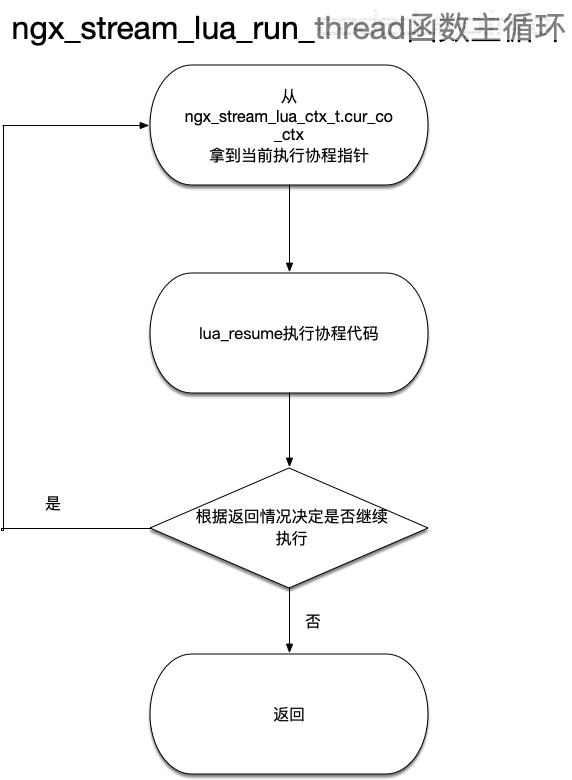 ngx_stream_lua_run_thread函数主循环
从
ngx_stream_lua_ctx_t.cur_co
_ctx
拿到当前执行协程指针
lua_resume执行协程代码
是
根据返回情况决定是否继续
执行
否
返回